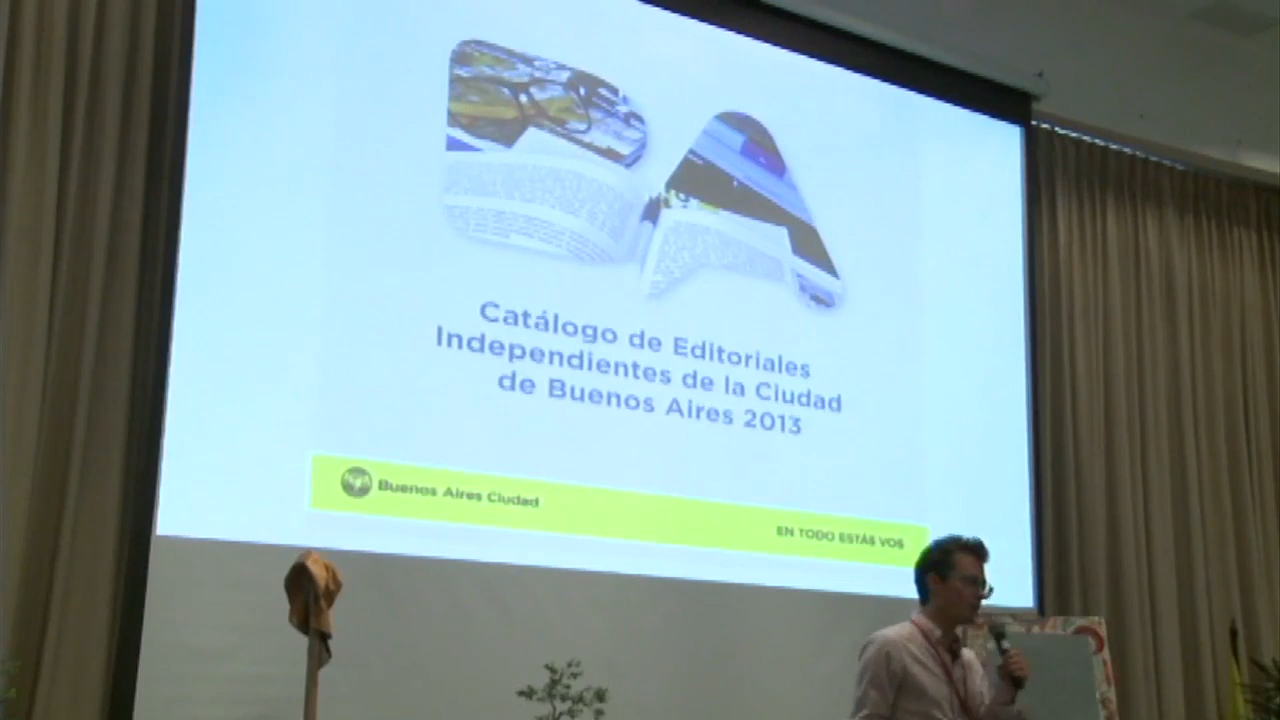 Catálogo de Editoriales
Independientes de la Ciudad
de Buenos Aires 2013
Buenos Aires Ciudad
EN TODO ESTÁS VOS